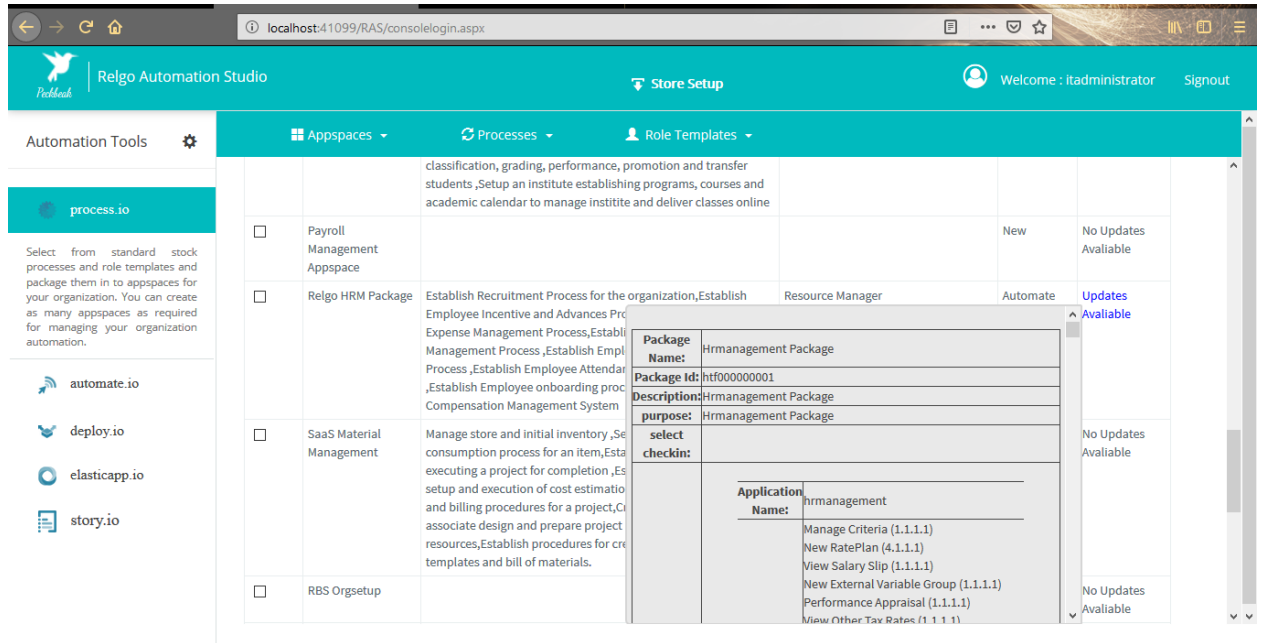 localhost:41099/RAS/consolelogin.aspx
Peckbeak
Relgo Automation Studio
Store Setup
Welcome : itadministrator
Signout
Automation Tools
Appspaces
Processes
Role Templates
process.io
Select from standard stock
processes and role templates and
package them in to appspaces for
your organization. You can create
as many appspaces as required
for managing your organization
automation.
automate.io
deploy.io
elasticapp.io
story.io
classification, grading, performance, promotion and transfer
students ,Setup an institute establishing programs, courses and
academic calendar to manage institite and deliver classes online
Payroll
Management
Appspace
New
No Updates
Avaliable
Relgo HRM Package
Establish Recruitment Process for the organization,Establish
Employee Incentive and Advances Pro
Expense Management Process,Establi
Management Process ,Establish Empl
Process ,Establish Employee Attendar
,Establish Employee onboarding proc
Compensation Management System
Resource Manager
Automate
Updates
Avaliable
SaaS Material
Management
Manage store and initial inventory ,Se
consumption process for an item,Esta
executing a project for completion ,Es
setup and execution of cost estimatio
and billing procedures for a project,Cr
associate design and prepare project
resources,Establish procedures for cre
templates and bill of materials.
No Updates
Avaliable
RBS Orgsetup
No Updates
Avaliable
Package
Name:
Hrmanagement Package
Package Id: htf000000001
Description: Hrmanagement Package
purpose: Hrmanagement Package
select
checkin:
Application
Name:
hrmanagement
Manage Criteria (1.1.1.1)
New RatePlan (4.1.1.1)
View Salary Slip (1.1.1.1)
New External Variable Group (1.1.1.1)
Performance Appraisal (1.1.1.1)
View Other Tax Rates (1.1.1.1)